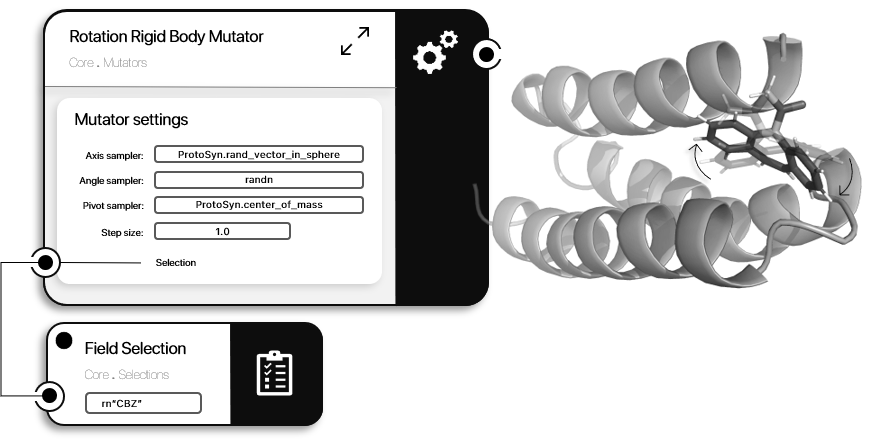 Rotation Rigid Body Mutator
Core . Mutators
Mutator settings
Axis sampler: ProtoSyn.rand_vector_in_sphere
Angle sampler: randn
Pivot sampler: ProtoSyn.center_of_mass
Step size: 1.0
Selection
Field Selection
Core . Selections
rn"CBZ"